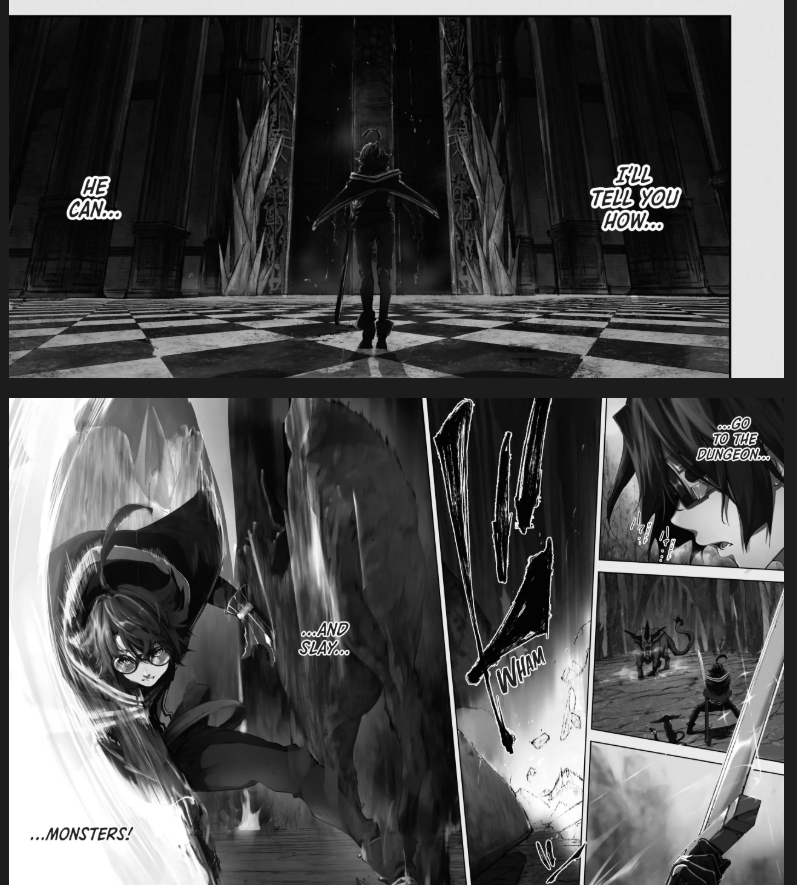 I'LL
TELL YOU
HOW...
HE
CAN...
...GO
TO THE
DUNGEON...
WHAM
...AND
SLAY...
...MONSTERS!